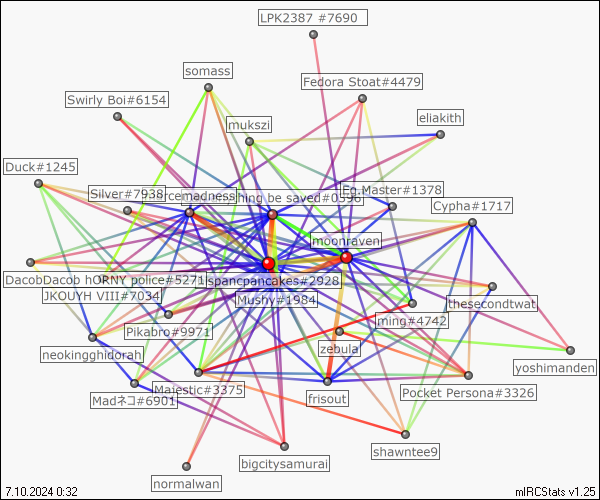 LPK2387 #7690
somass
Fedora Stoat#4479
Swirly Boi#6154
mukszi
eliakith
Duck#1245
Silver#7938
rcemadness
hing be saved#0596
Eg.Master#1378
Cypha#1717
moonraven
DacobDacob hORNY police#5271
spancpancakes#2928
JKOUYH VIII#7034
Mushy#1984
thesecondtwat
Pikabro#9971
ming#4742
neokingghidorah
zebula
yoshimanden
Majestic#3375
Madネコ#6901
frisout
Pocket Persona#3326
shawntee9
bigcitysamurai
normalwan
7.10.2024 0:32
mIRCStats v1.25